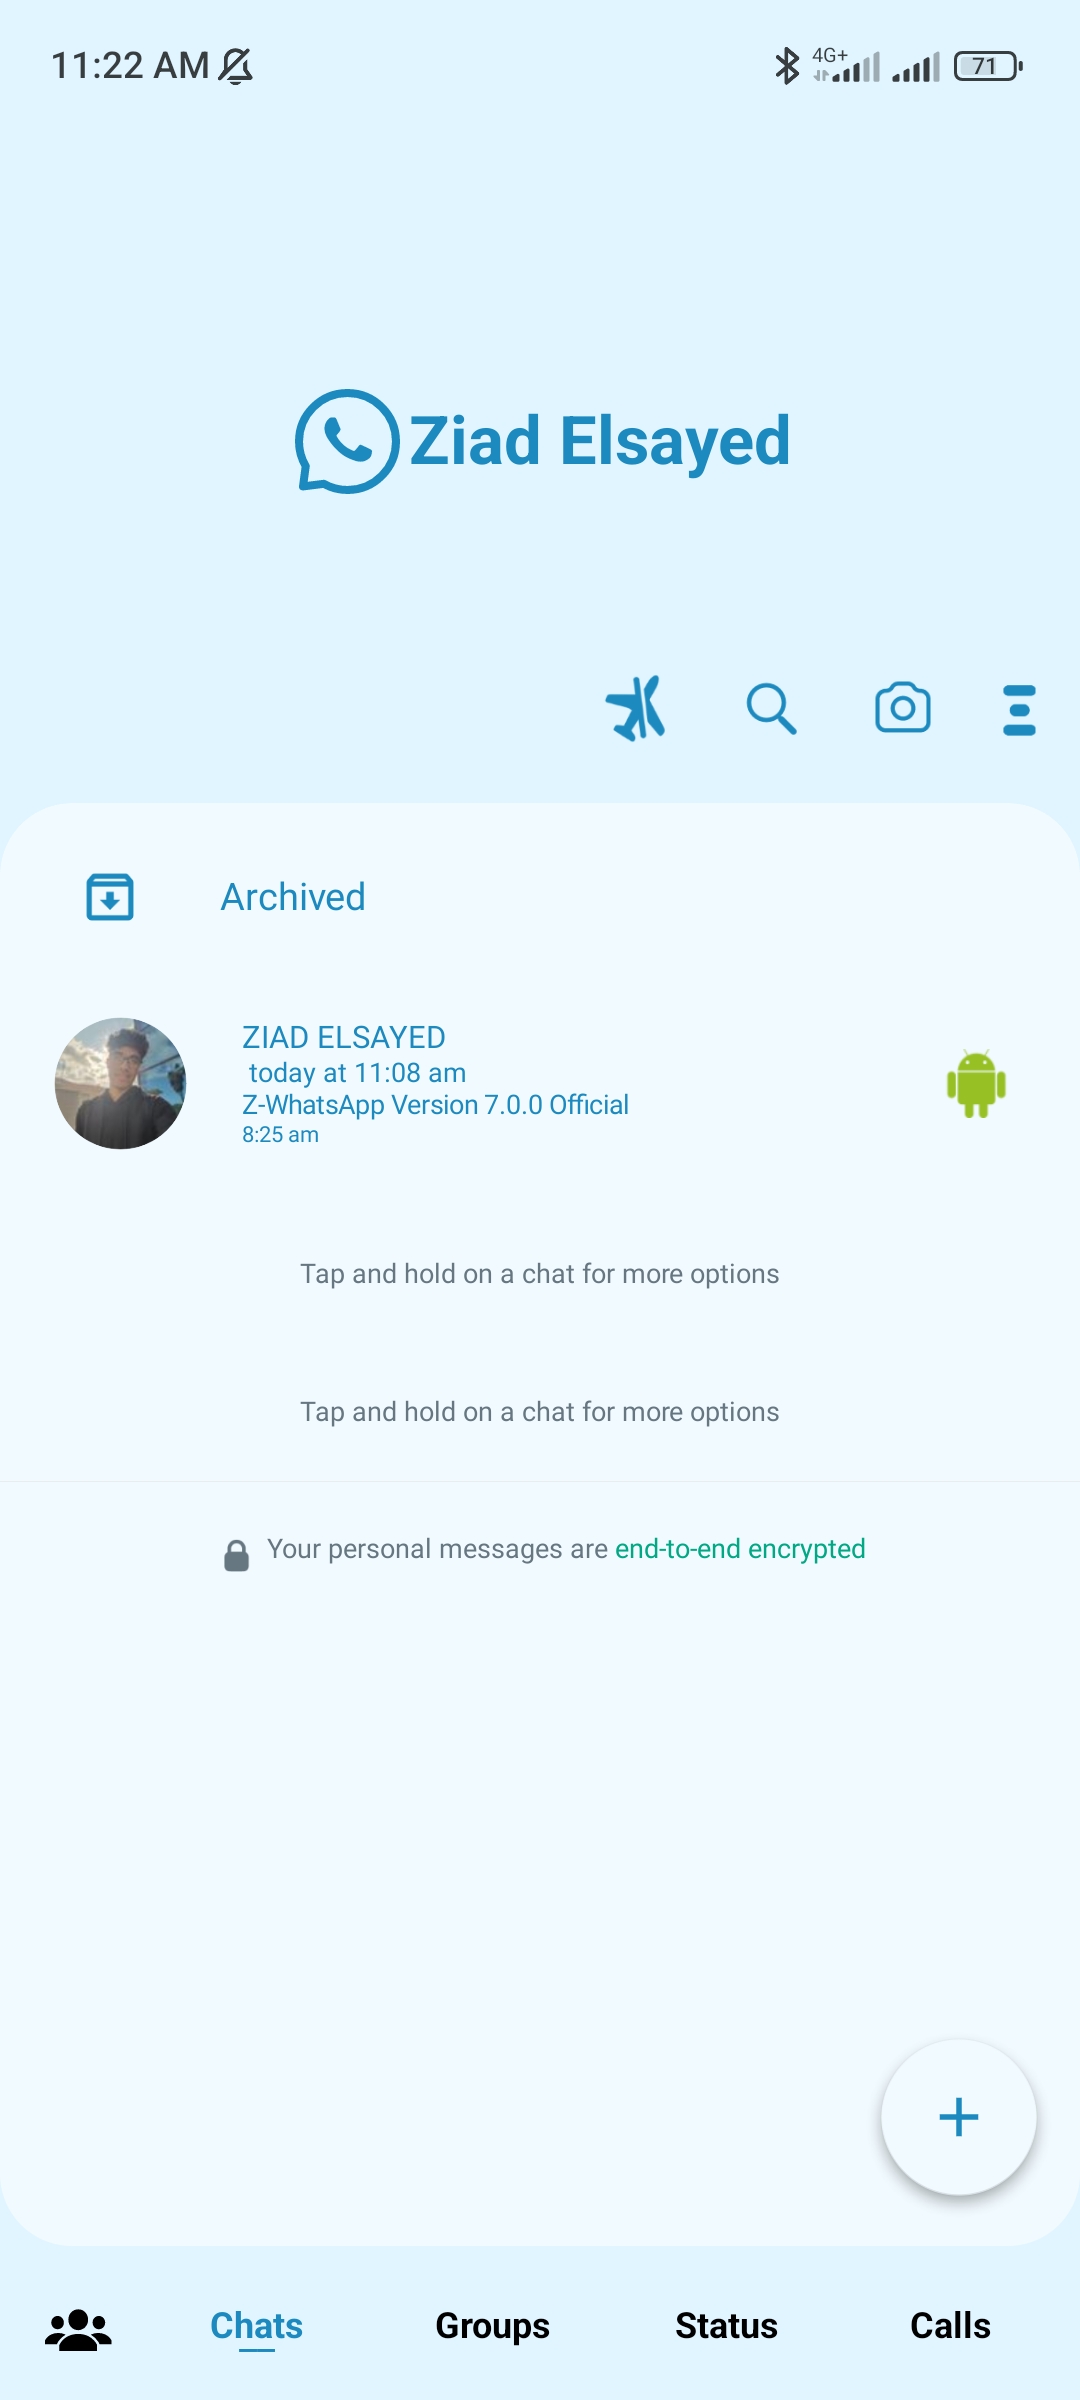 11:22 AM
4G+
71
Ziad Elsayed
Archived
ZIAD ELSAYED
today at 11:08 am
Z-WhatsApp Version 7.0.0 Official
8:25 am
Tap and hold on a chat for more options
Tap and hold on a chat for more options
Your personal messages are end-to-end encrypted
Chats
Groups
Status
Calls